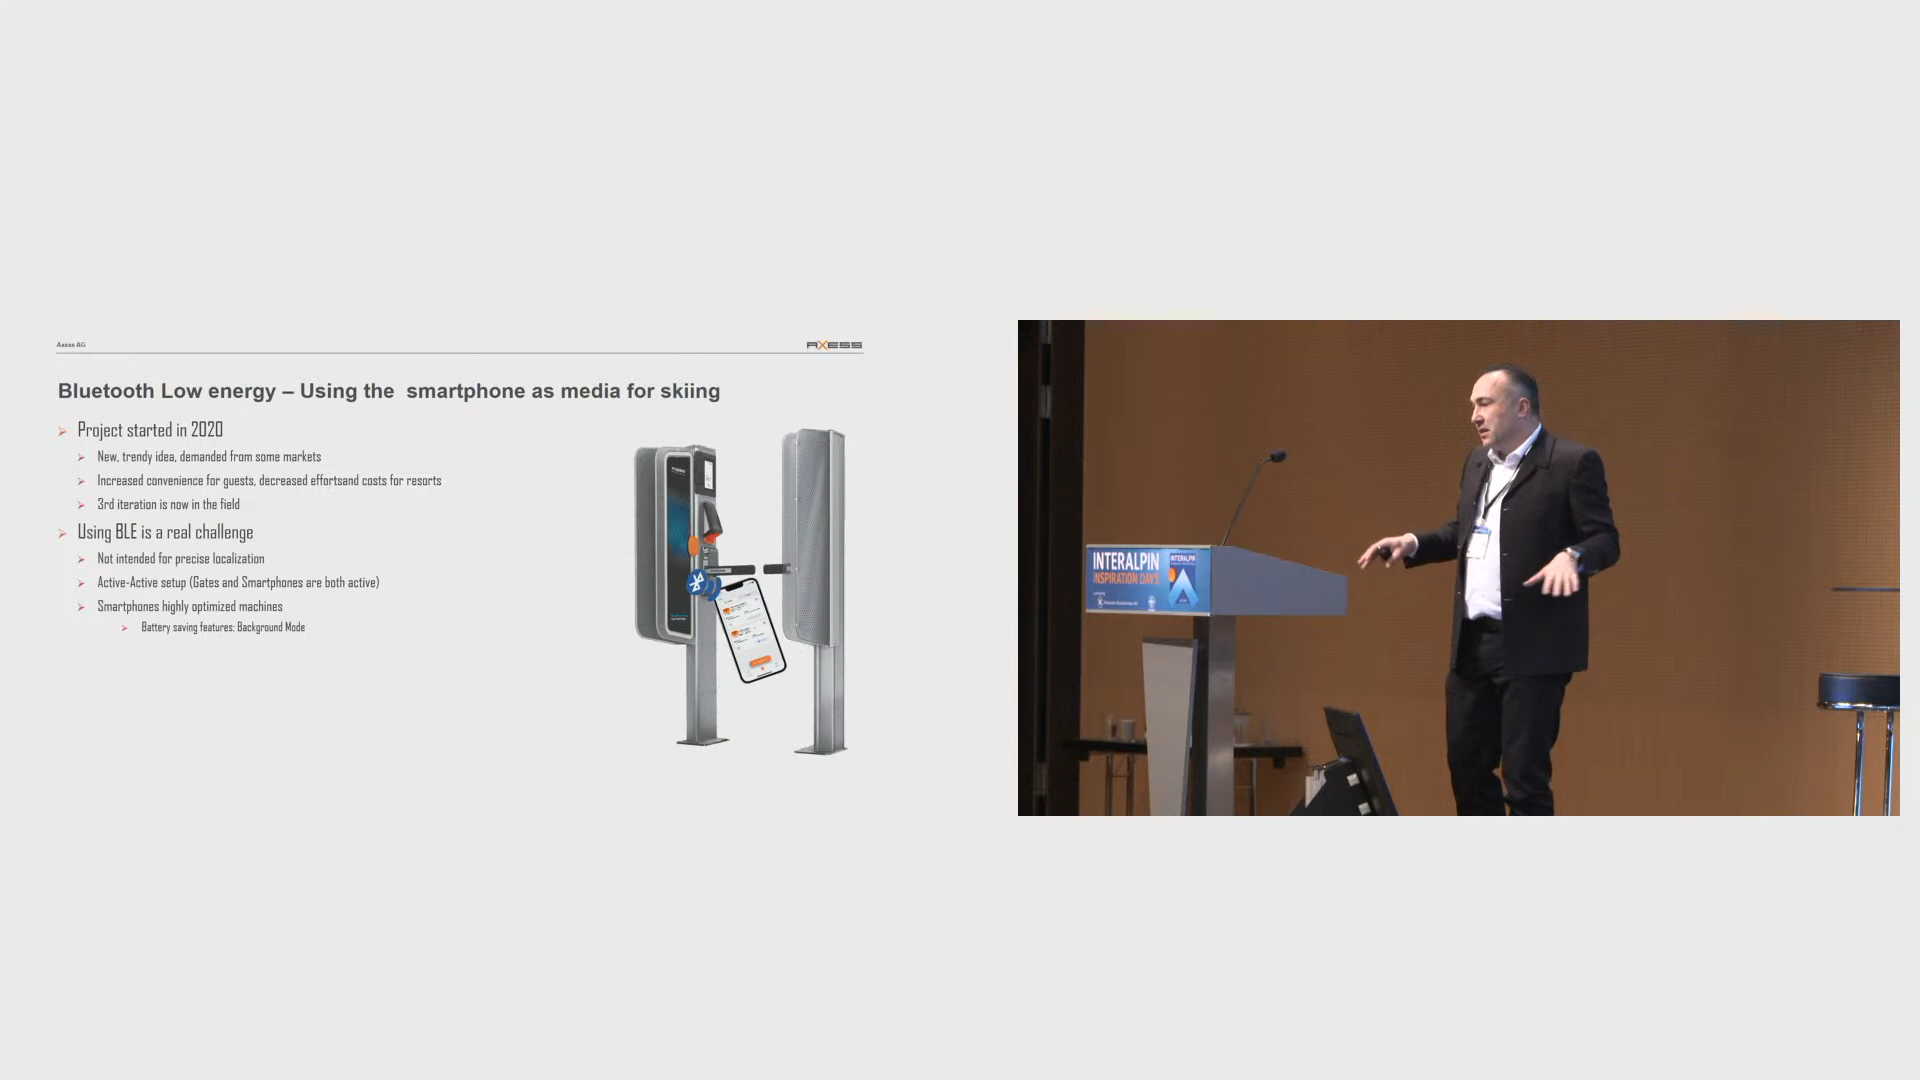 Axess AG
AXESS
Bluetooth Low energy – Using the smartphone as media for skiing
Project started in 2020
New, trendy idea, demanded from some markets
Increased convenience for guests, decreased effortsand costs for resorts
3rd iteration is now in the field
Using BLE is a real challenge
Not intended for precise localization
Active-Active setup (Gates and Smartphones are both active)
Smartphones highly optimized machines
Battery saving features: Background Mode
INTERALPIN
INSPIRATION DAYS
INTERALPIN